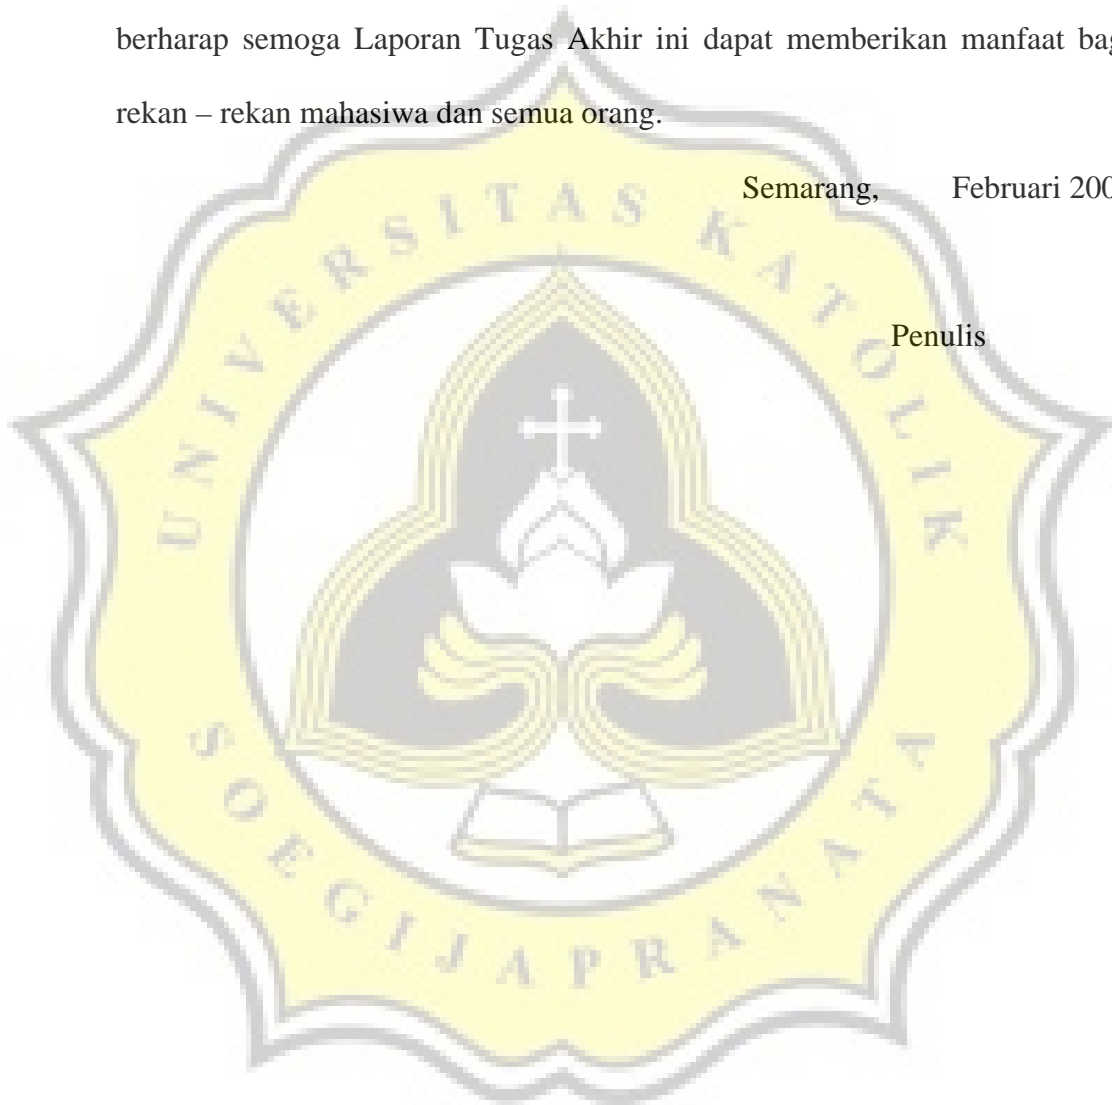 berharap semoga Laporan Tugas Akhir ini dapat memberikan manfaat bag
rekan – rekan mahasiwa dan semua orang.
Semarang, Februari 200
Penulis
UNIVERSITAS KATOLIK
SOEGIJAPRANATA